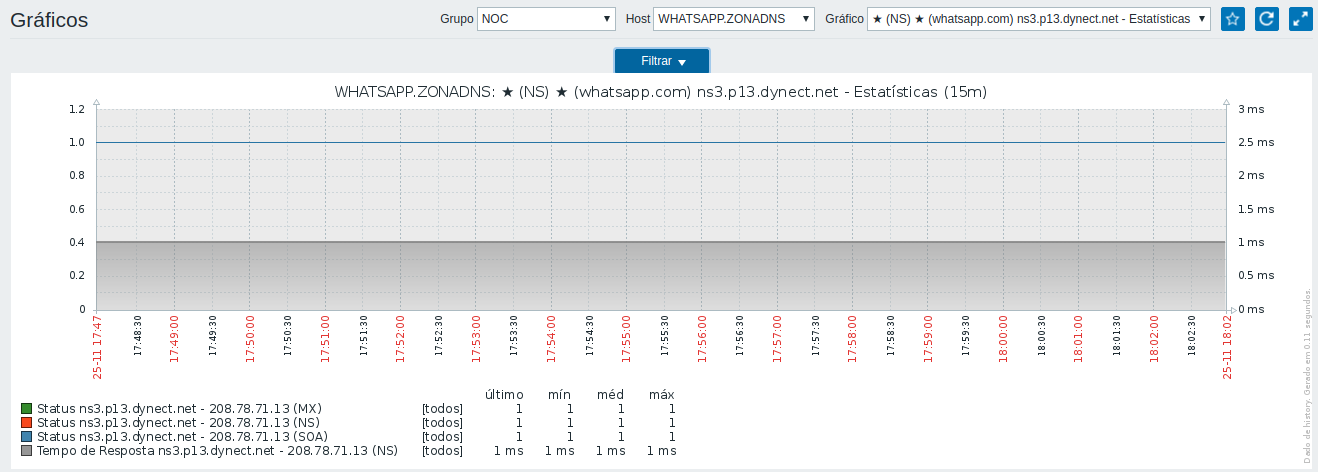 Gráficos
Grupo NOC Host WHATSAPP.ZONADNS Gráfico ★ (NS) ★ (whatsapp.com) ns3.p13.dynect.net - Estatísticas
Filtrar
WHATSAPP.ZONADNS: ★ (NS) ★ (whatsapp.com) ns3.p13.dynect.net - Estatísticas (15m)
1.2 3 ms
1.0 2.5 ms
0.8 2 ms
0.6 1.5 ms
0.4 1 ms
0.2 0.5 ms
0 0 ms
25-11 17:47 17:48:30 17:49:00 17:49:30 17:50:00 17:50:30 17:51:00 17:51:30 17:52:00 17:52:30 17:53:00 17:53:30 17:54:00 17:54:30 17:55:00 17:55:30 17:56:00 17:56:30 17:57:00 17:57:30 17:58:00 17:58:30 17:59:00 17:59:30 18:00:00 18:00:30 18:01:00 18:01:30 18:02:00 18:02:30 25-11 18:02
último mín méd máx
Status ns3.p13.dynect.net - 208.78.71.13 (MX) [todos] 1 1 1 1
Status ns3.p13.dynect.net - 208.78.71.13 (NS) [todos] 1 1 1 1
Status ns3.p13.dynect.net - 208.78.71.13 (SOA) [todos] 1 1 1 1
Tempo de Resposta ns3.p13.dynect.net - 208.78.71.13 (NS) [todos] 1 ms 1 ms 1 ms 1 ms
Dado de history. Gerado em 0.11 segundos.